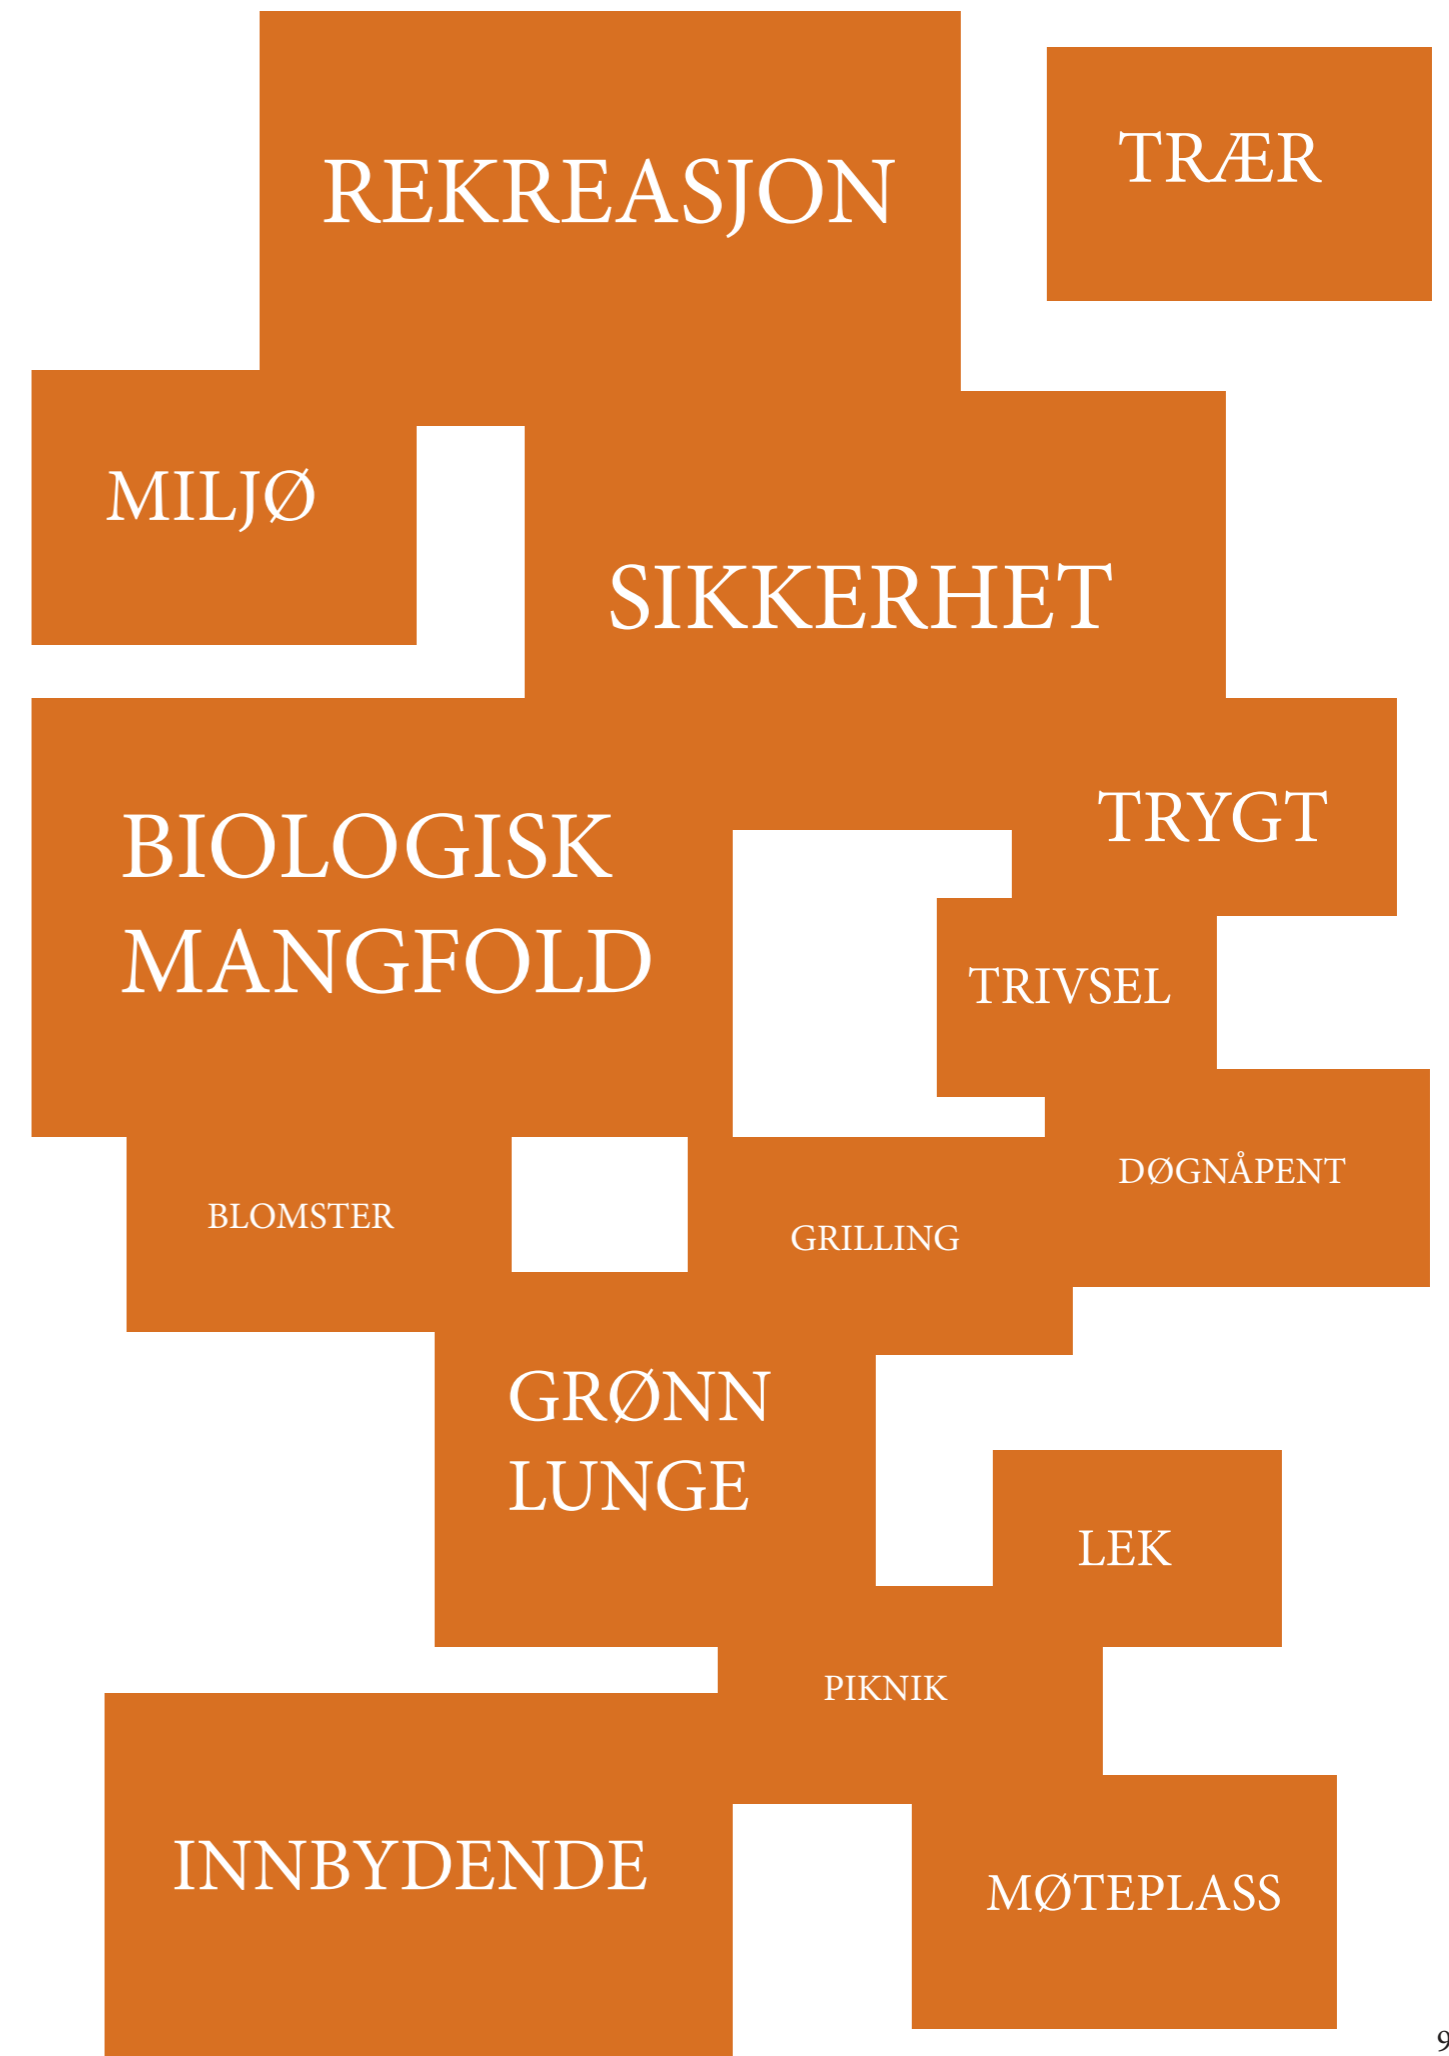 REKREASJON
TRÆR
MILJØ
SIKKERHET
BIOLOGISK
MANGFOLD
TRYGT
TRIVSEL
DØGNÅPENT
BLOMSTER
GRILLING
GRØNN
LUNGE
LEK
PIKNIK
INNBYDENDE
MØTEPLASS
9